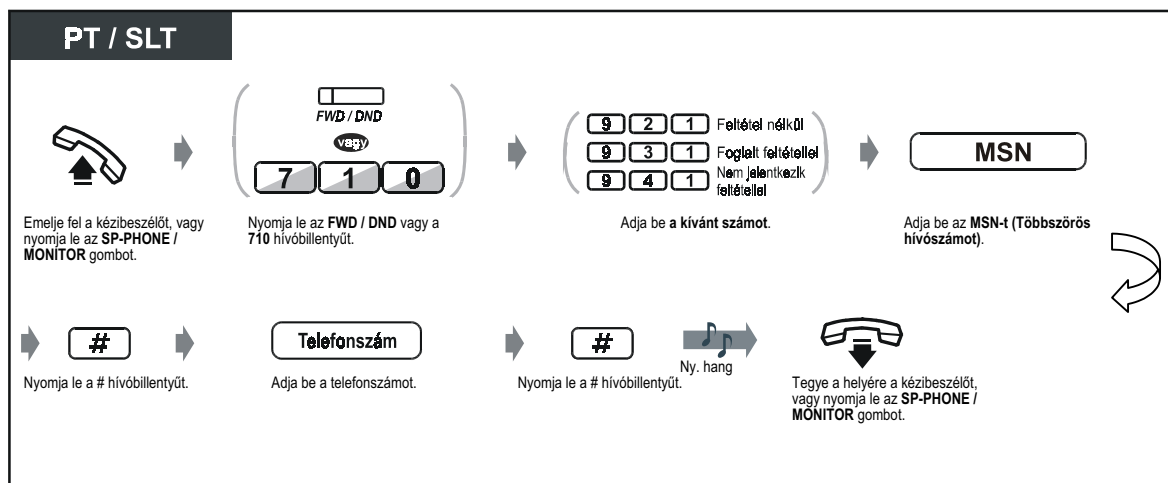 PT / SLT
FWD / DND
vagy
7 1 0
9 2 1 Feltétel nélkül
9 3 1 Foglalt feltétellel
9 4 1 Nem jelentkezik
feltétellel
MSN
Emelje fel a kézibeszélőt, vagy
nyomja le az SP-PHONE /
MONITOR gombot.
Nyomja le az FWD / DND vagy a
710 hívóbillentyűt.
Adja be a kívánt számot.
Adja be az MSN-t (Többszörös
hívószámot).
#
Telefonszám
#
Ny. hang
Nyomja le a # hívóbillentyűt.
Adja be a telefonszámot.
Nyomja le a # hívóbillentyűt.
Tegye a helyére a kézibeszélőt,
vagy nyomja le az SP-PHONE /
MONITOR gombot.